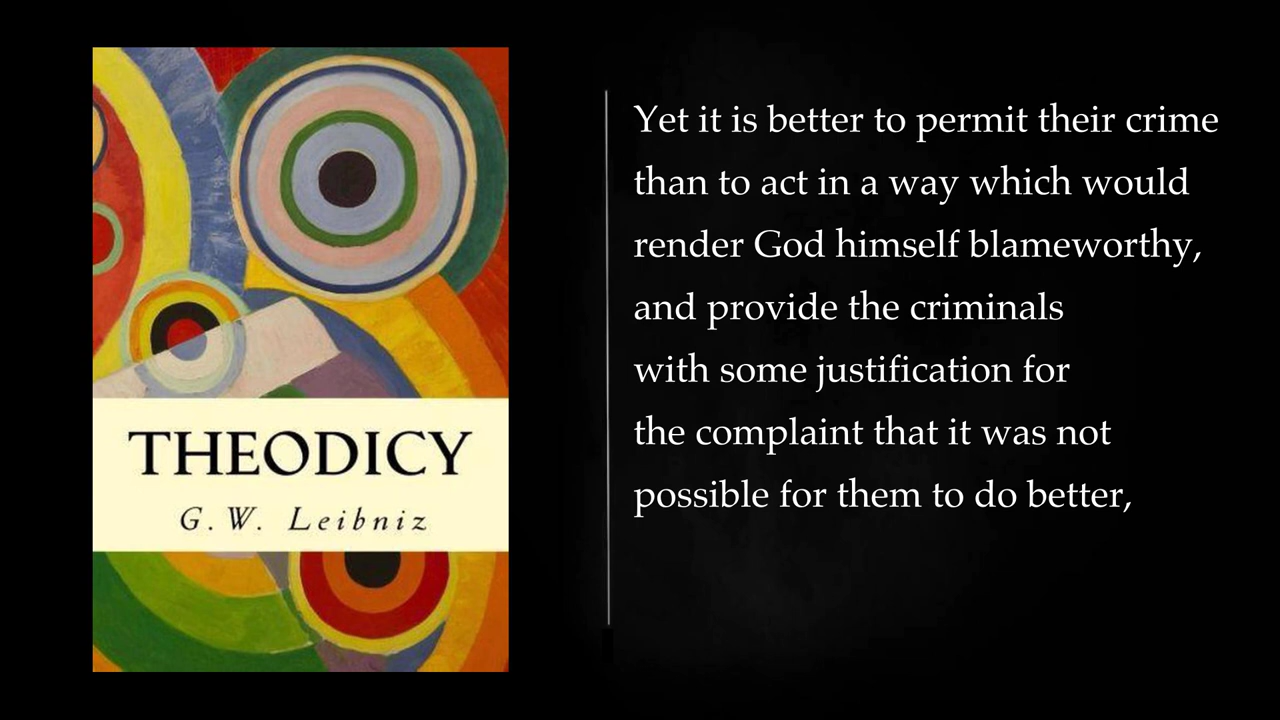 THEODICY
G.W. Leibniz
Yet it is better to permit their crime
than to act in a way which would
render God himself blameworthy,
and provide the criminals
with some justification for
the complaint that it was not
possible for them to do better,